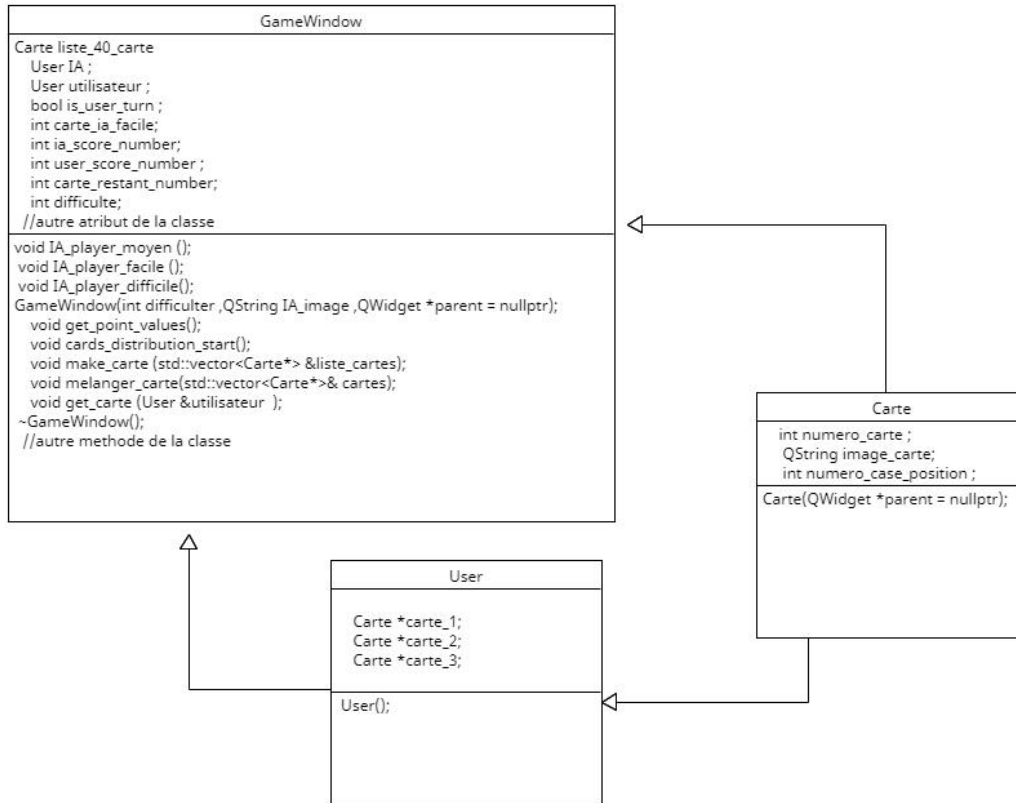 GameWindow
Carte liste_40_carte
User IA ;
User utilisateur ;
bool is_user_turn ;
int carte_ia_facile;
int ia_score_number;
int user_score_number ;
int carte_restant_number;
int difficulte;
//autre atribut de la classe
void IA_player_moyen ();
void IA_player_facile ();
void IA_player_difficile();
GameWindow(int difficulter ,QString IA_image ,QWidget *parent = nullptr);
void get_point_values();
void cards_distribution_start();
void make_carte (std::vector<Carte*> &liste_cartes);
void melanger_carte(std::vector<Carte*>& cartes);
void get_carte (User &utilisateur  );
~GameWindow();
//autre methode de la classe
Carte
int numero_carte ;
QString image_carte;
int numero_case_position ;
Carte(QWidget *parent = nullptr);
User
Carte *carte_1;
Carte *carte_2;
Carte *carte_3;
User();